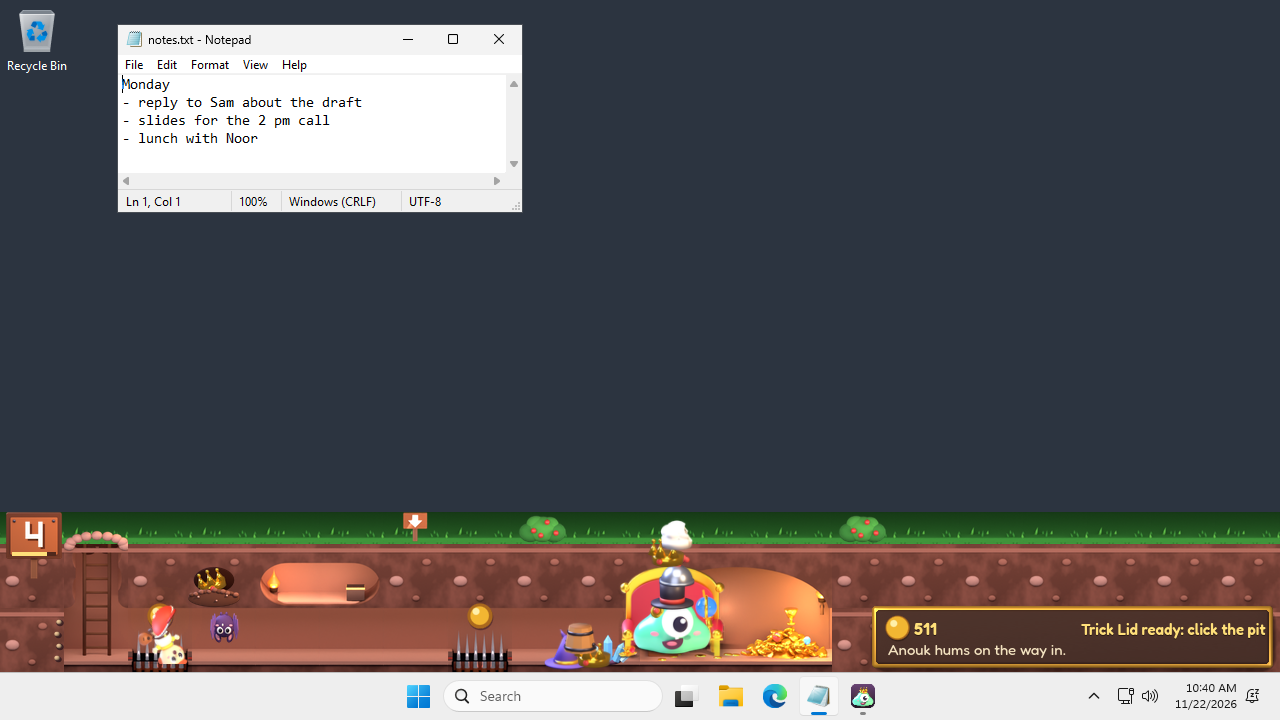 Recycle Bin
notes.txt - Notepad
File Edit Format View Help
Monday
- reply to Sam about the draft
- slides for the 2 pm call
- lunch with Noor
Ln 1, Col 1 100% Windows (CRLF) UTF-8
4
511 Trick Lid ready: click the pit
Anouk hums on the way in.
Search
10:40 AM
11/22/2026